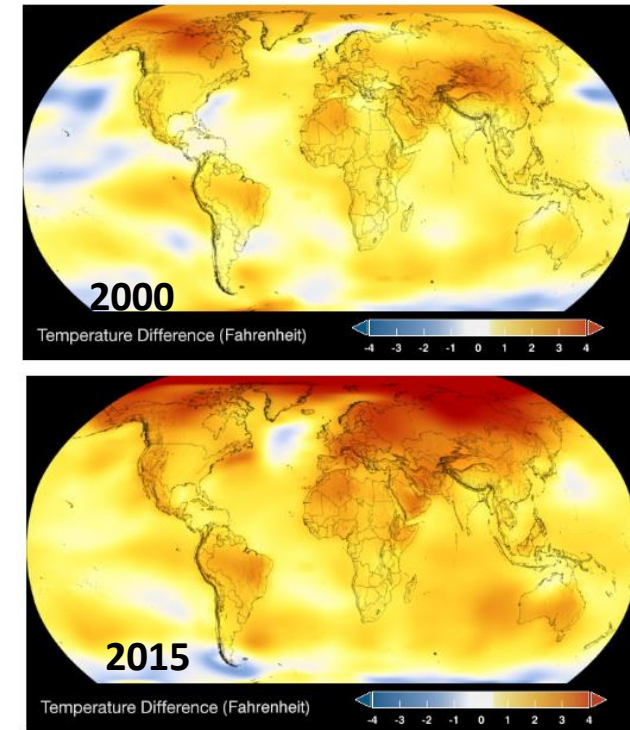 2000
Temperature Difference (Fahrenheit)
-4 -3 -2 -1 0 1 2 3 4
2015
Temperature Difference (Fahrenheit)
-4 -3 -2 -1 0 1 2 3 4